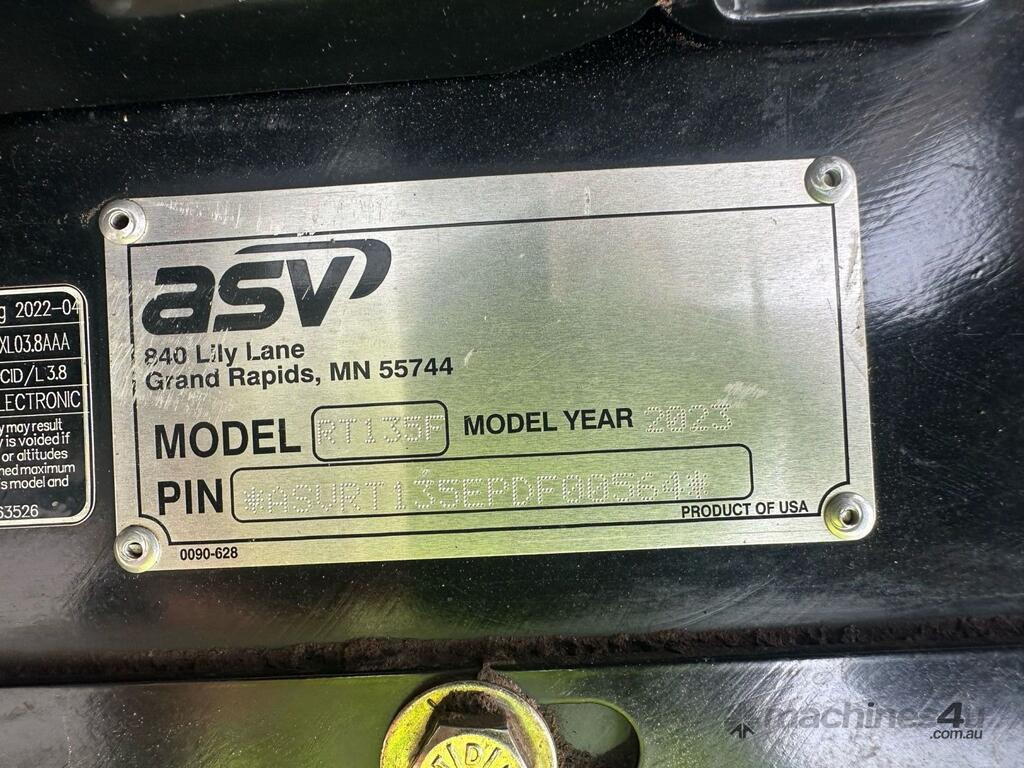 asv
840 Lily Lane
Grand Rapids, MN 55744
MODEL RT135F MODEL YEAR 2023
PIN *ASVRT135EPDF00564*
PRODUCT OF USA
0090-628
g 2022-04
XL03.8AAA
CID/L 3.8
LECTRONIC
y may result
y is voided if
or altitudes
ned maximum
s model and
63526
machines4u
.com.au